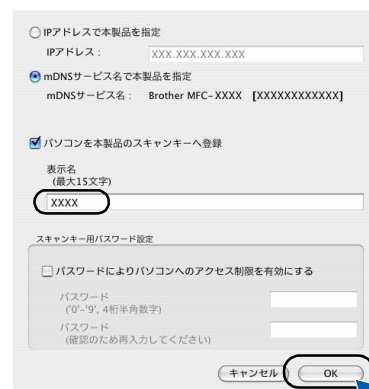 IPアドレスで本製品を指定
IPアドレス： XXX.XXX.XXX.XXX
mDNSサービス名で本製品を指定
mDNSサービス名： Brother MFC-XXXX [XXXXXXXXXXXX]
パソコンを本製品のスキャンキーへ登録
表示名
(最大15文字)
XXXX
スキャンキー用パスワード設定
パスワードによりパソコンへのアクセス制限を有効にする
パスワード
('0'-'9', 4桁半角数字)
パスワード
(確認のため再入力してください)
キャンセル OK